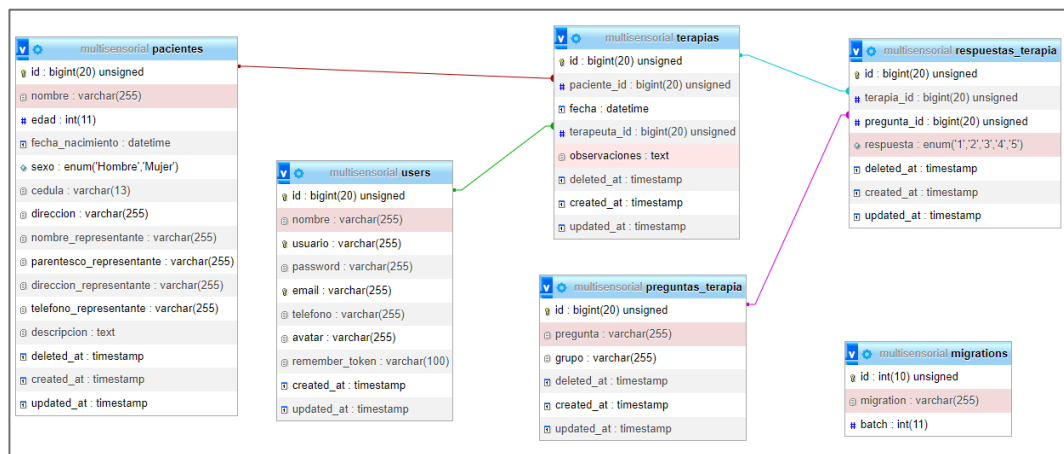 multisensorial pacientes
id : bigint(20) unsigned
nombre : varchar(255)
edad : int(11)
fecha_nacimiento : datetime
sexo : enum('Hombre','Mujer')
cedula : varchar(13)
direccion : varchar(255)
nombre_representante : varchar(255)
parentesco_representante : varchar(255)
direccion_representante : varchar(255)
telefono_representante : varchar(255)
descripcion : text
deleted_at : timestamp
created_at : timestamp
updated_at : timestamp
multisensorial users
id : bigint(20) unsigned
nombre : varchar(255)
usuario : varchar(255)
password : varchar(255)
email : varchar(255)
telefono : varchar(255)
avatar : varchar(255)
remember_token : varchar(100)
created_at : timestamp
updated_at : timestamp
multisensorial terapias
id : bigint(20) unsigned
paciente_id : bigint(20) unsigned
fecha : datetime
terapeuta_id : bigint(20) unsigned
observaciones : text
deleted_at : timestamp
created_at : timestamp
updated_at : timestamp
multisensorial preguntas_terapia
id : bigint(20) unsigned
pregunta : varchar(255)
grupo : varchar(255)
deleted_at : timestamp
created_at : timestamp
updated_at : timestamp
multisensorial respuestas_terapia
id : bigint(20) unsigned
terapia_id : bigint(20) unsigned
pregunta_id : bigint(20) unsigned
respuesta : enum('1','2','3','4','5')
deleted_at : timestamp
created_at : timestamp
updated_at : timestamp
multisensorial migrations
id : int(10) unsigned
migration : varchar(255)
batch : int(11)